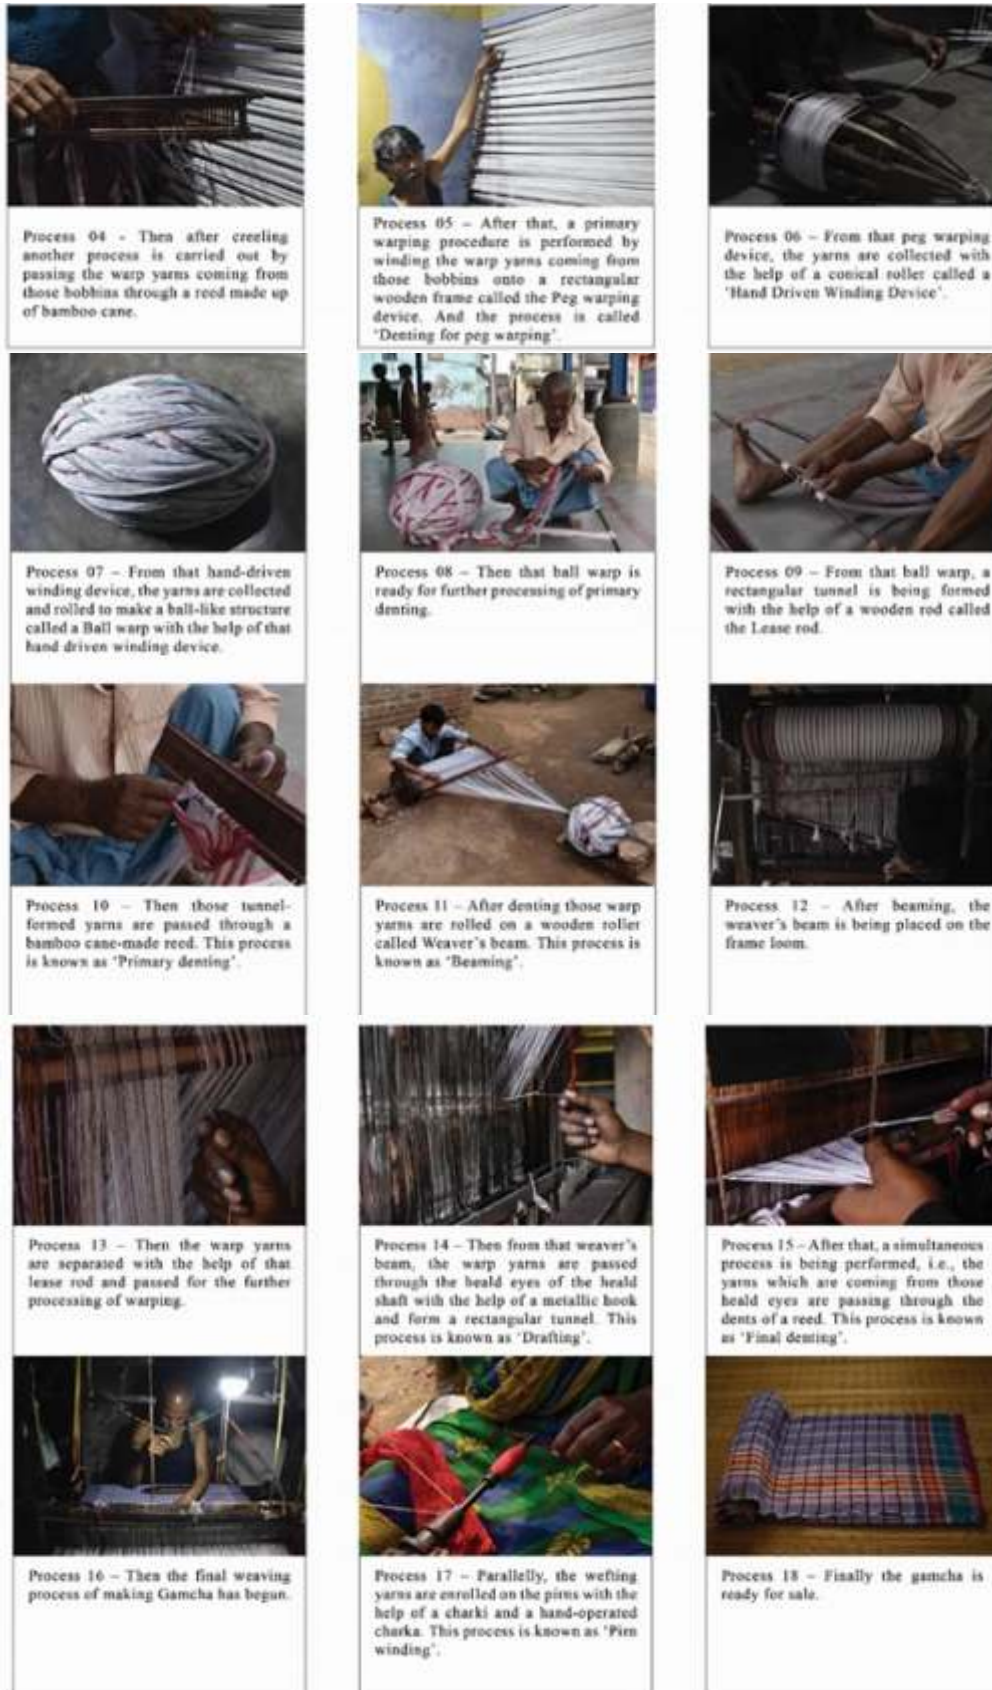 Process 04 - Then after creeling
another process is carried out by
passing the warp yarns coming from
those bobbins through a reed made up
of bamboo cane.
Process 05 – After that, a primary
warping procedure is performed by
winding the warp yarns coming from
those bobbins onto a rectangular
wooden frame called the Peg warping
device. And the process is called
‘Denting for peg warping’.
Process 06 – From that peg warping
device, the yarns are collected with
the help of a conical roller called a
‘Hand Driven Winding Device’.
Process 07 – From that hand-driven
winding device, the yarns are collected
and rolled to make a ball-like structure
called a Ball warp with the help of that
hand driven winding device.
Process 08 – Then that ball warp is
ready for further processing of primary
denting.
Process 09 – From that ball warp, a
rectangular tunnel is being formed
with the help of a wooden rod called
the Lease rod.
Process 10 – Then those tunnel-
formed yarns are passed through a
bamboo cane-made reed. This process
is known as ‘Primary denting’.
Process 11 – After denting those warp
yarns are rolled on a wooden roller
called Weaver’s beam. This process is
known as ‘Beaming’.
Process 12 – After beaming, the
weaver’s beam is being placed on the
frame loom.
Process 13 – Then the warp yarns
are separated with the help of that
lease rod and passed for the further
processing of warping.
Process 14 – Then from that weaver’s
beam, the warp yarns are passed
through the heald eyes of the heald
shaft with the help of a metallic hook
and form a rectangular tunnel. This
process is known as ‘Drafting’.
Process 15 – After that, a simultaneous
process is being performed, i.e., the
yarns which are coming from those
heald eyes are passing through the
dents of a reed. This process is known
as ‘Final denting’.
Process 16 – Then the final weaving
process of making Gamcha has begun.
Process 17 – Parallelly, the wefting
yarns are enrolled on the pirns with the
help of a charki and a hand-operated
charka. This process is known as ‘Pirn
winding’.
Process 18 – Finally the gamcha is
ready for sale.